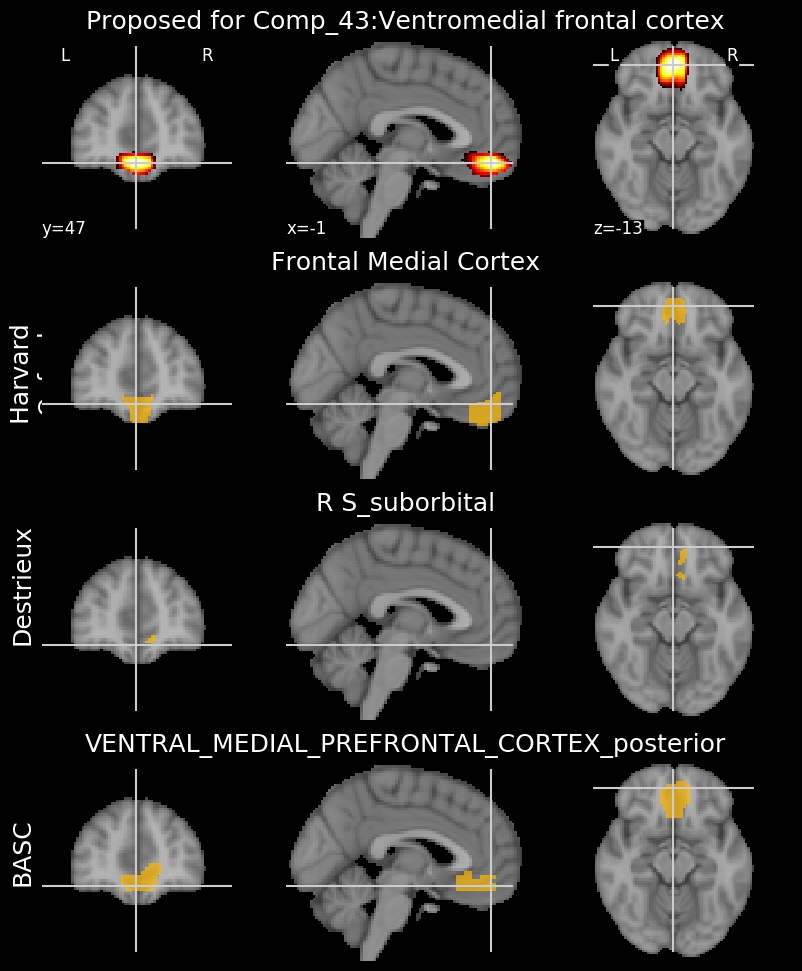 Proposed for Comp_43:Ventromedial frontal cortex
L R L R
y=47 x=-1 z=-13
Frontal Medial Cortex
Harvard
R S_suborbital
Destrieux
VENTRAL_MEDIAL_PREFRONTAL_CORTEX_posterior
BASC